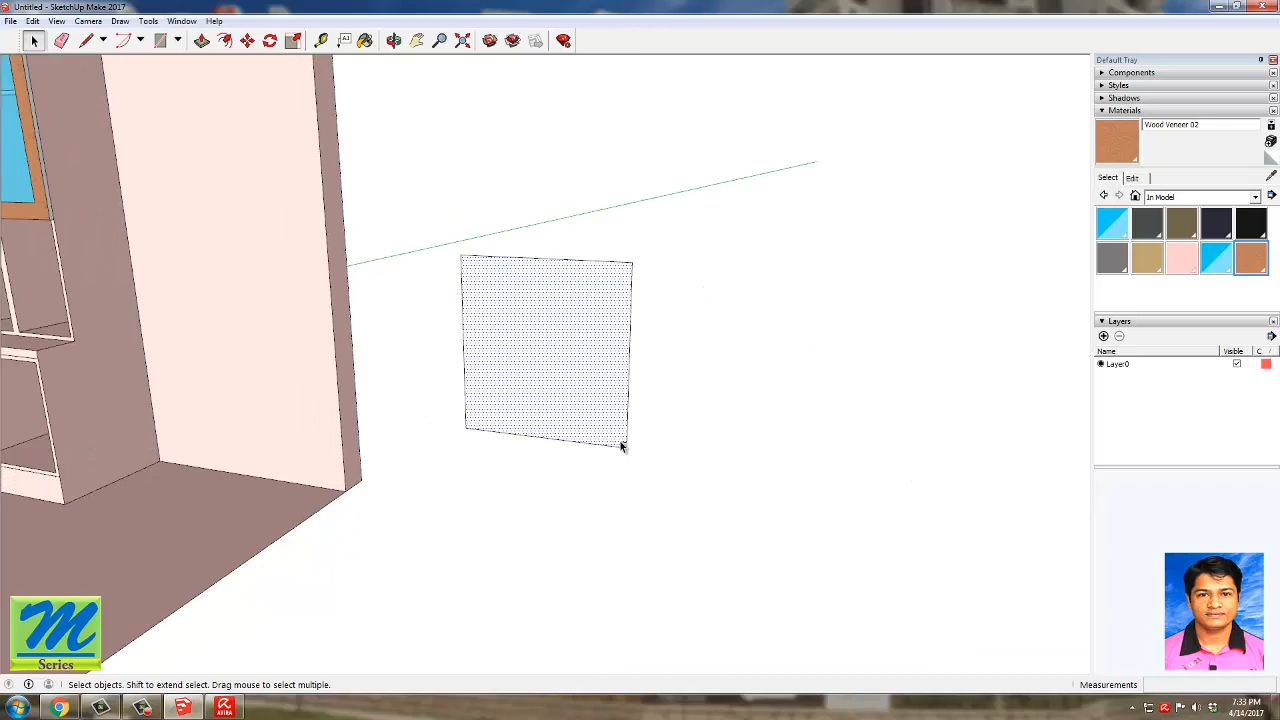 Untitled - SketchUp Make 2017
File Edit View Camera Draw Tools Window Help
A1
Default Tray
Components
Styles
Shadows
Materials
Wood Veneer 02
Select Edit
In Model
Layers
Name Visible C
Layer0
M
Series
Select objects. Shift to extend select. Drag mouse to select multiple.
Measurements
AVIRA
7:33 PM
4/14/2017